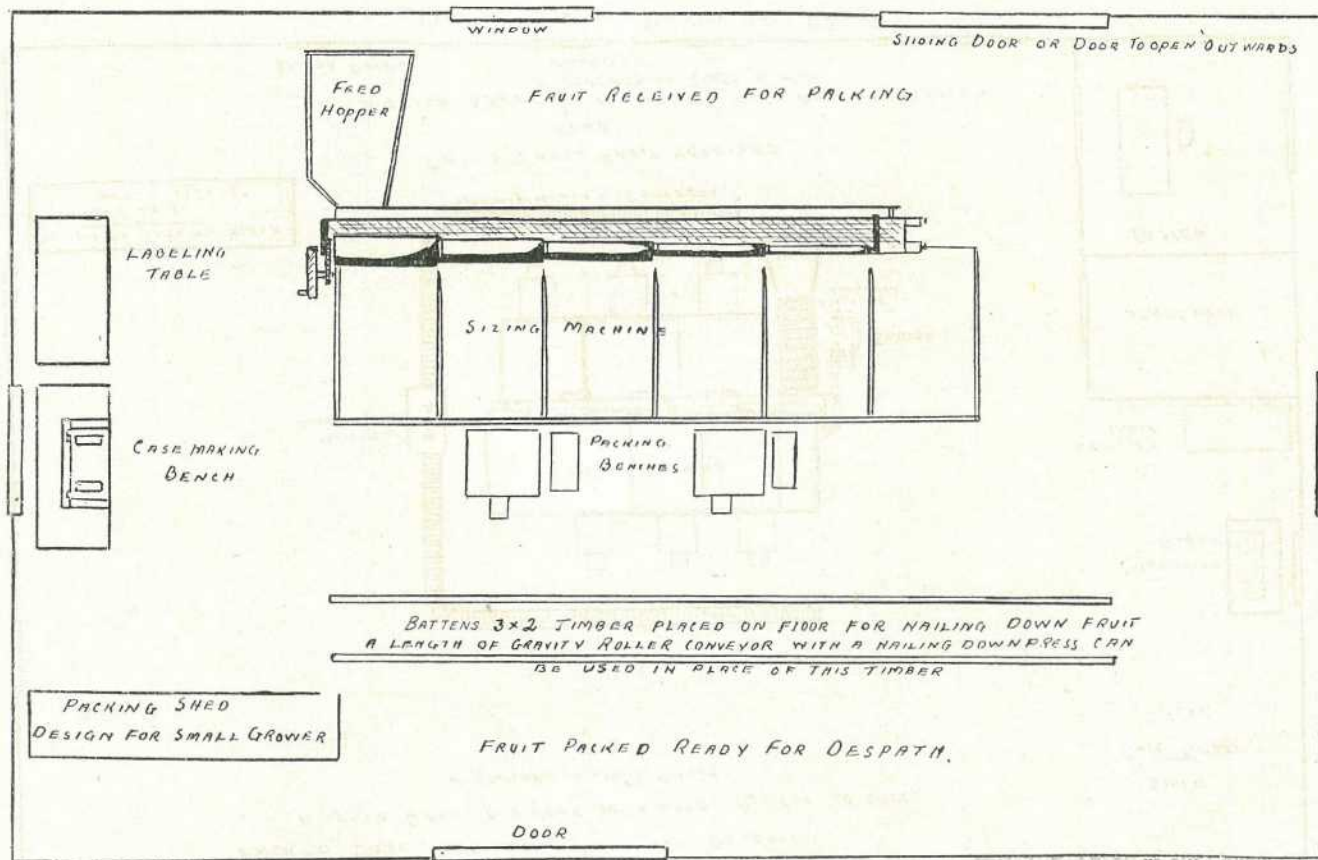 WINDOW
SLIDING DOOR OR DOOR TO OPEN OUTWARDS
FEED
HOPPER
FRUIT RECEIVED FOR PACKING
LABELING
TABLE
SIZING MACHINE
CASE MAKING
BENCH
PACKING
BENCHES
BATTENS 3×2 TIMBER PLACED ON FLOOR FOR NAILING DOWN FRUIT
A LENGTH OF GRAVITY ROLLER CONVEYOR WITH A NAILING DOWN PRESS CAN
BE USED IN PLACE OF THIS TIMBER
PACKING SHED
DESIGN FOR SMALL GROWER
FRUIT PACKED READY FOR DESPATH.
DOOR